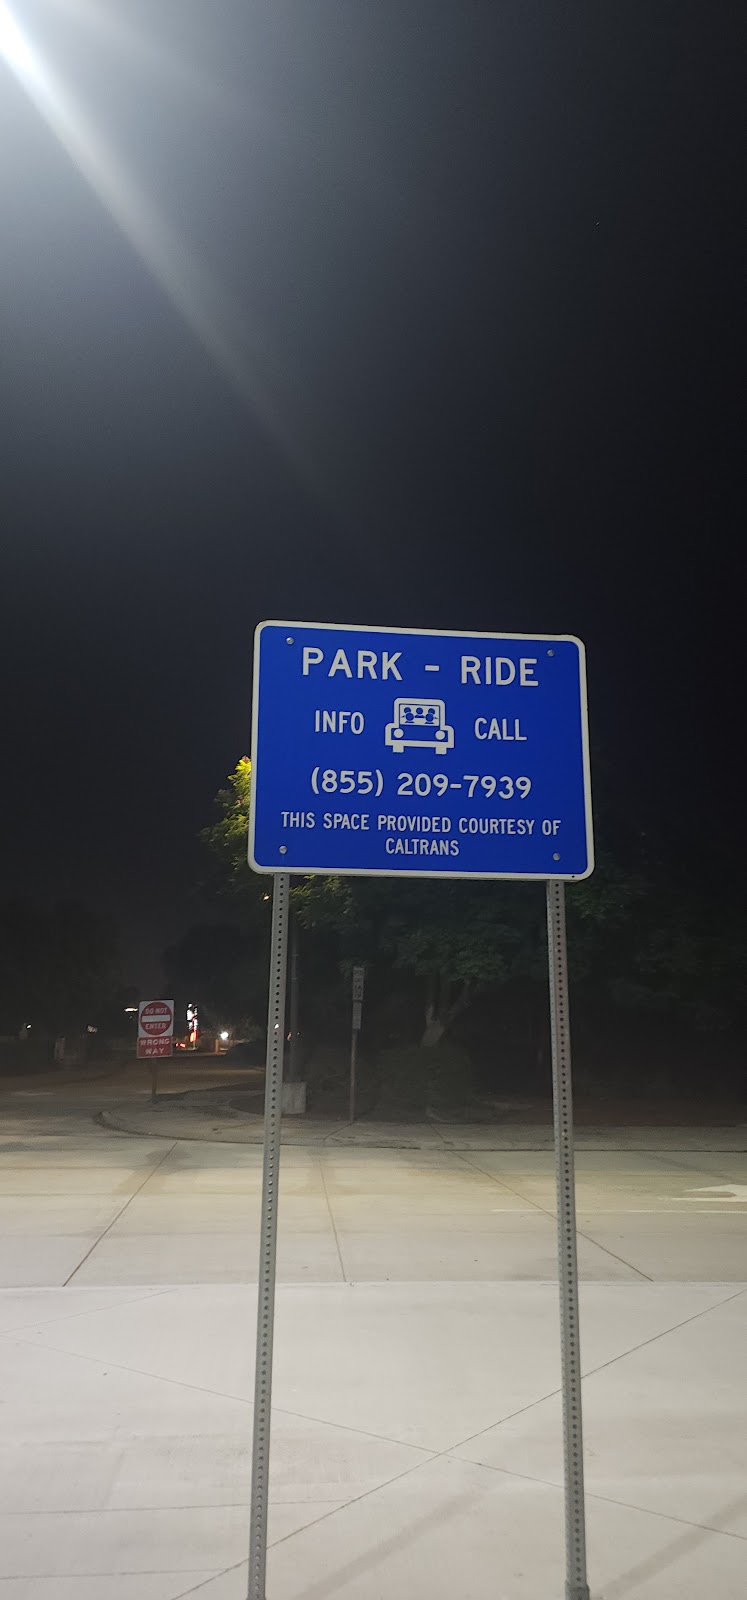 PARK - RIDE
INFO CALL
(855) 209-7939
THIS SPACE PROVIDED COURTESY OF
CALTRANS
DO NOT
ENTER
WRONG
WAY